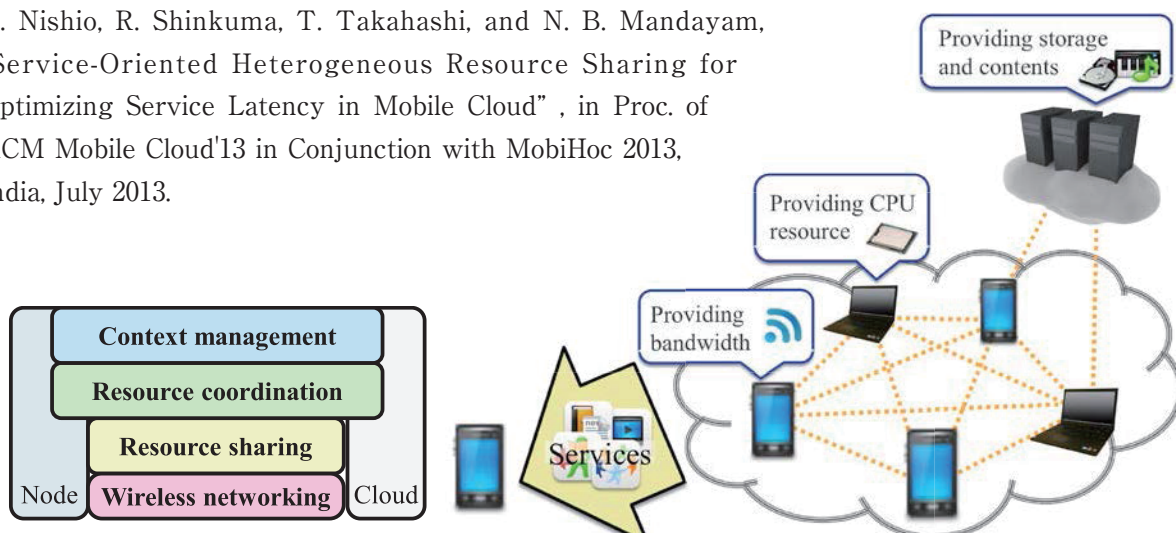 . Nishio, R. Shinkuma, T. Takahashi, and N. B. Mandayam,
Service-Oriented Heterogeneous Resource Sharing for
ptimizing Service Latency in Mobile Cloud”, in Proc. of
CM Mobile Cloud'13 in Conjunction with MobiHoc 2013,
ndia, July 2013.
Providing storage
and contents
Providing CPU
resource
Providing
bandwidth
Services
Context management
Resource coordination
Resource sharing
Wireless networking
Node
Cloud